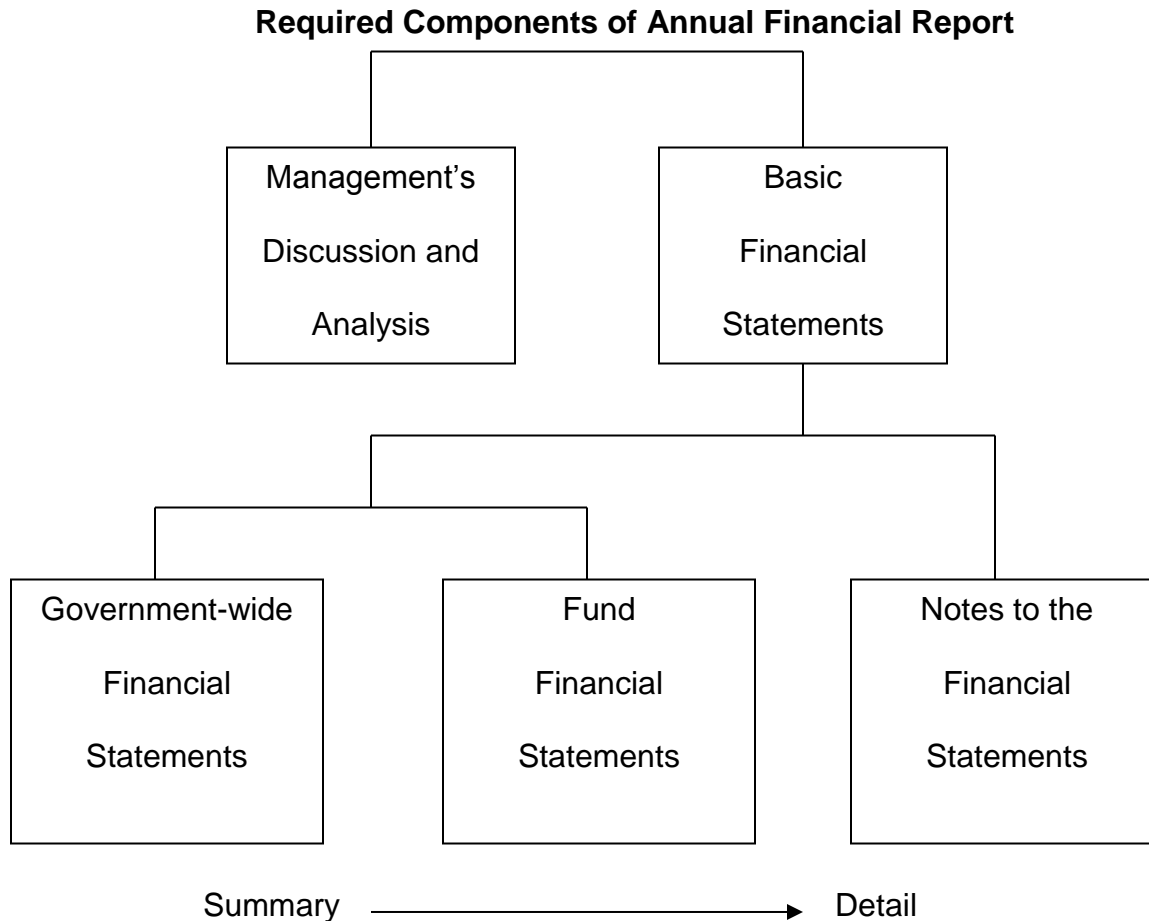 Required Components of Annual Financial Report
Management’s
Discussion and
Analysis
Basic
Financial
Statements
Government-wide
Financial
Statements
Fund
Financial
Statements
Notes to the
Financial
Statements
Summary
Detail